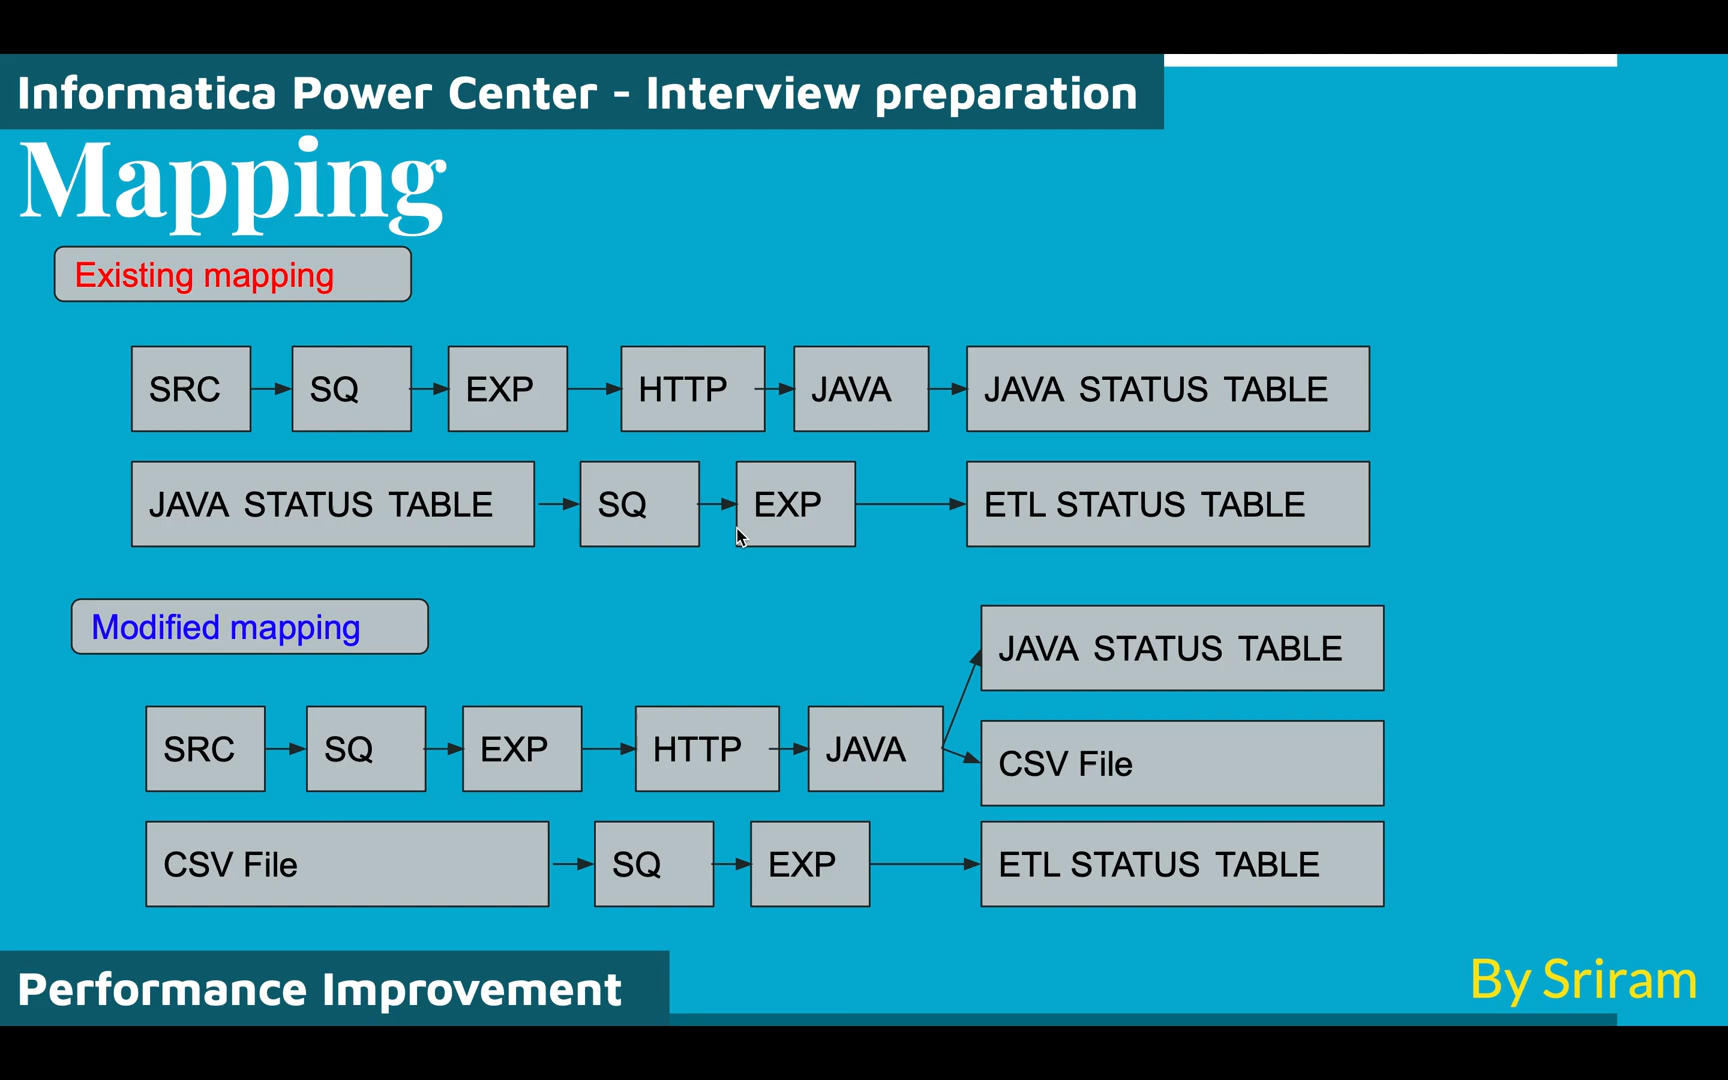 Informatica Power Center - Interview preparation
Mapping
Existing mapping
SRC SQ EXP HTTP JAVA JAVA STATUS TABLE
JAVA STATUS TABLE SQ EXP ETL STATUS TABLE
Modified mapping
JAVA STATUS TABLE
SRC SQ EXP HTTP JAVA CSV File
CSV File SQ EXP ETL STATUS TABLE
Performance Improvement
By Sriram